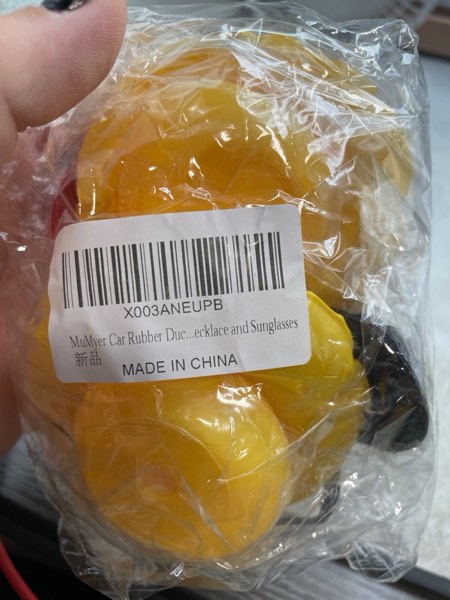 X003ANEUPB
MuMyer Car Rubber Duc...ecklace and Sunglasses
新品
MADE IN CHINA